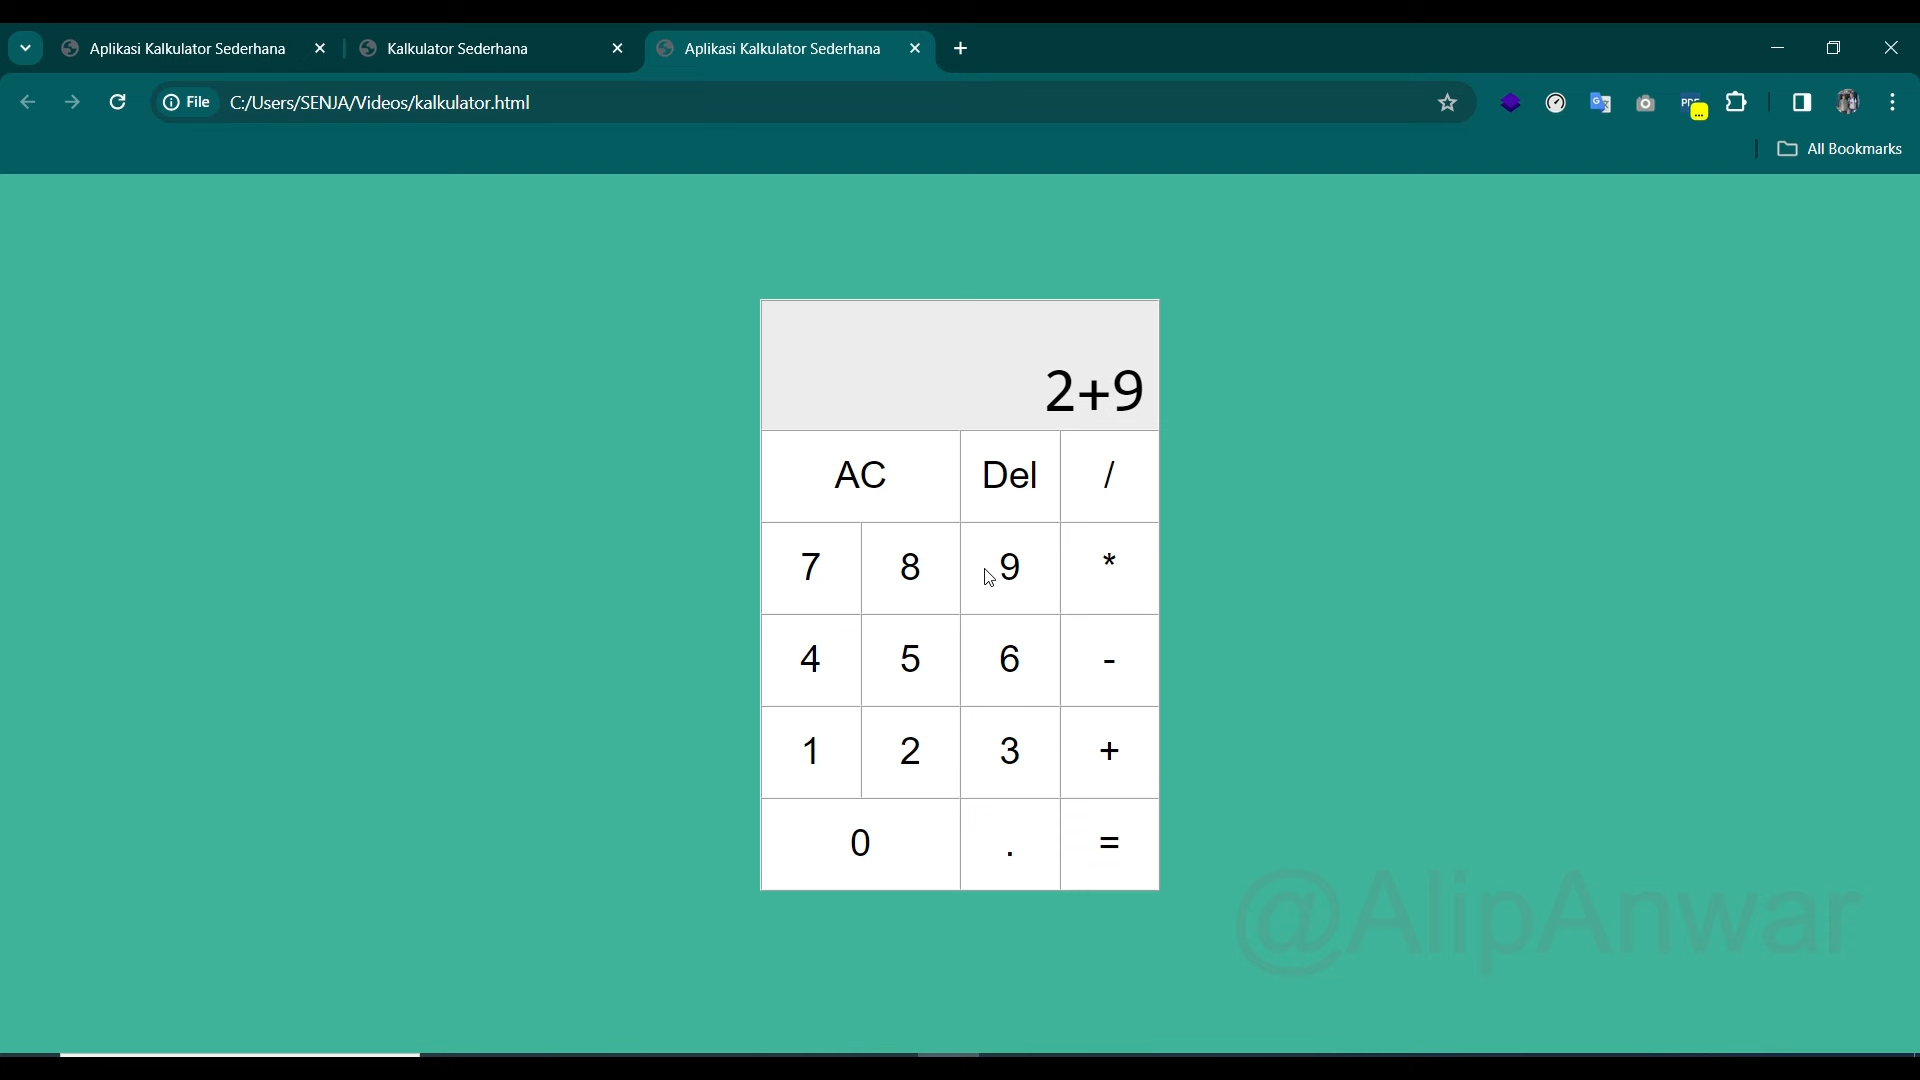 Aplikasi Kalkulator Sederhana
Kalkulator Sederhana
Aplikasi Kalkulator Sederhana
File C:/Users/SENJA/Videos/kalkulator.html
PDF
...
All Bookmarks
2+9
AC Del /
7 8 9 *
4 5 6 -
1 2 3 +
0 . =
@AlipAnwar